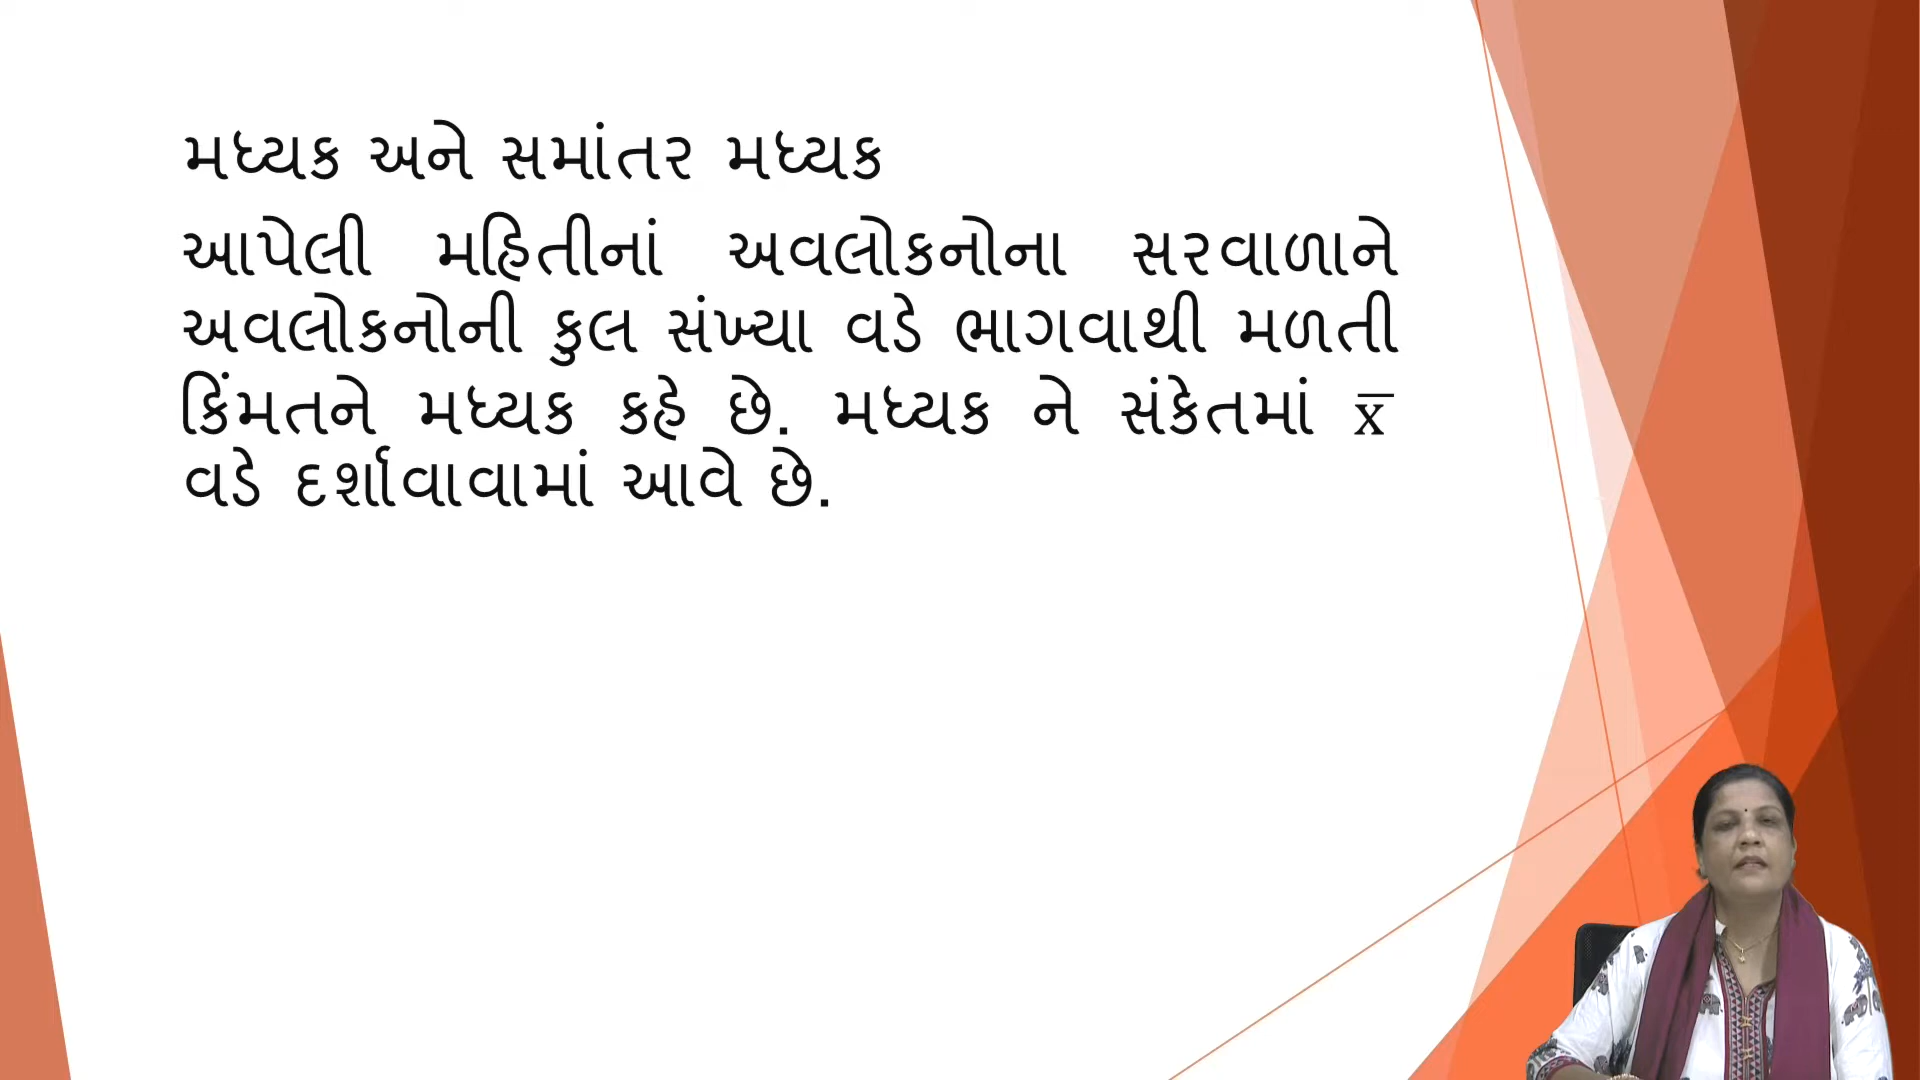 મધ્યક અને સમાંતર મધ્યક
આપેલી મહિતીનાં અવલોકનોના સરવાળાને
અવલોકનોની કુલ સંખ્યા વડે ભાગવાથી મળતી
કિંમતને મધ્યક કહે છે. મધ્યક ને સંકેતમાં x̅
વડે દર્શાવાવામાં આવે છે.